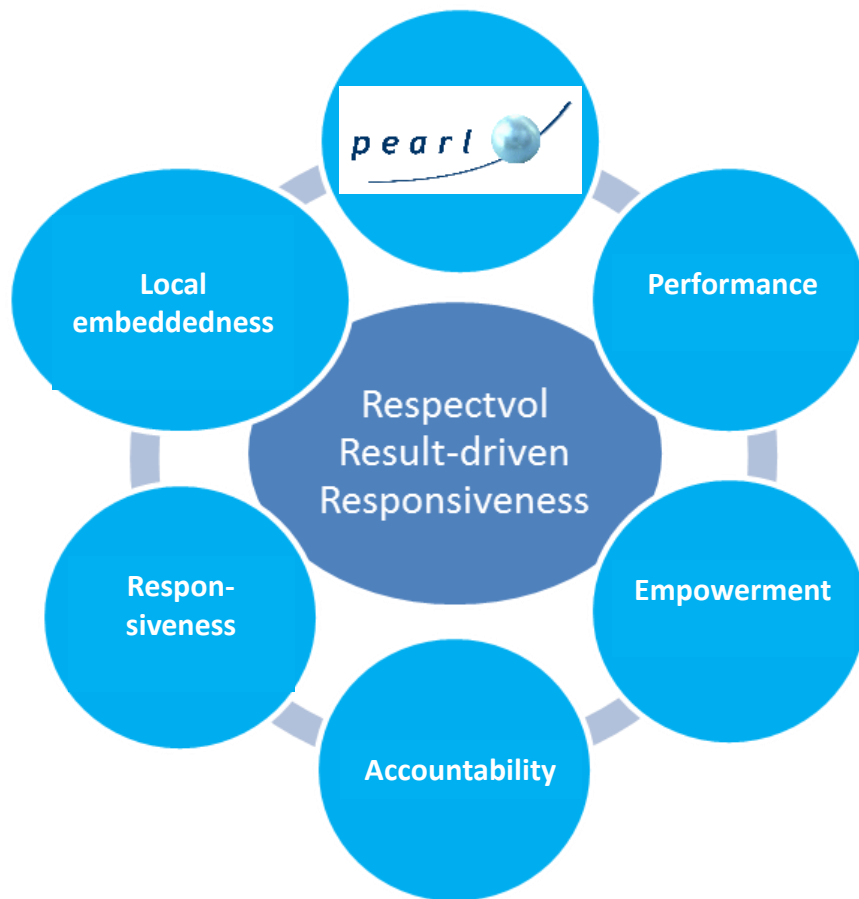 pearl
Performance
Empowerment
Accountability
Respon-
siveness
Local
embeddedness
Respectvol
Result-driven
Responsiveness